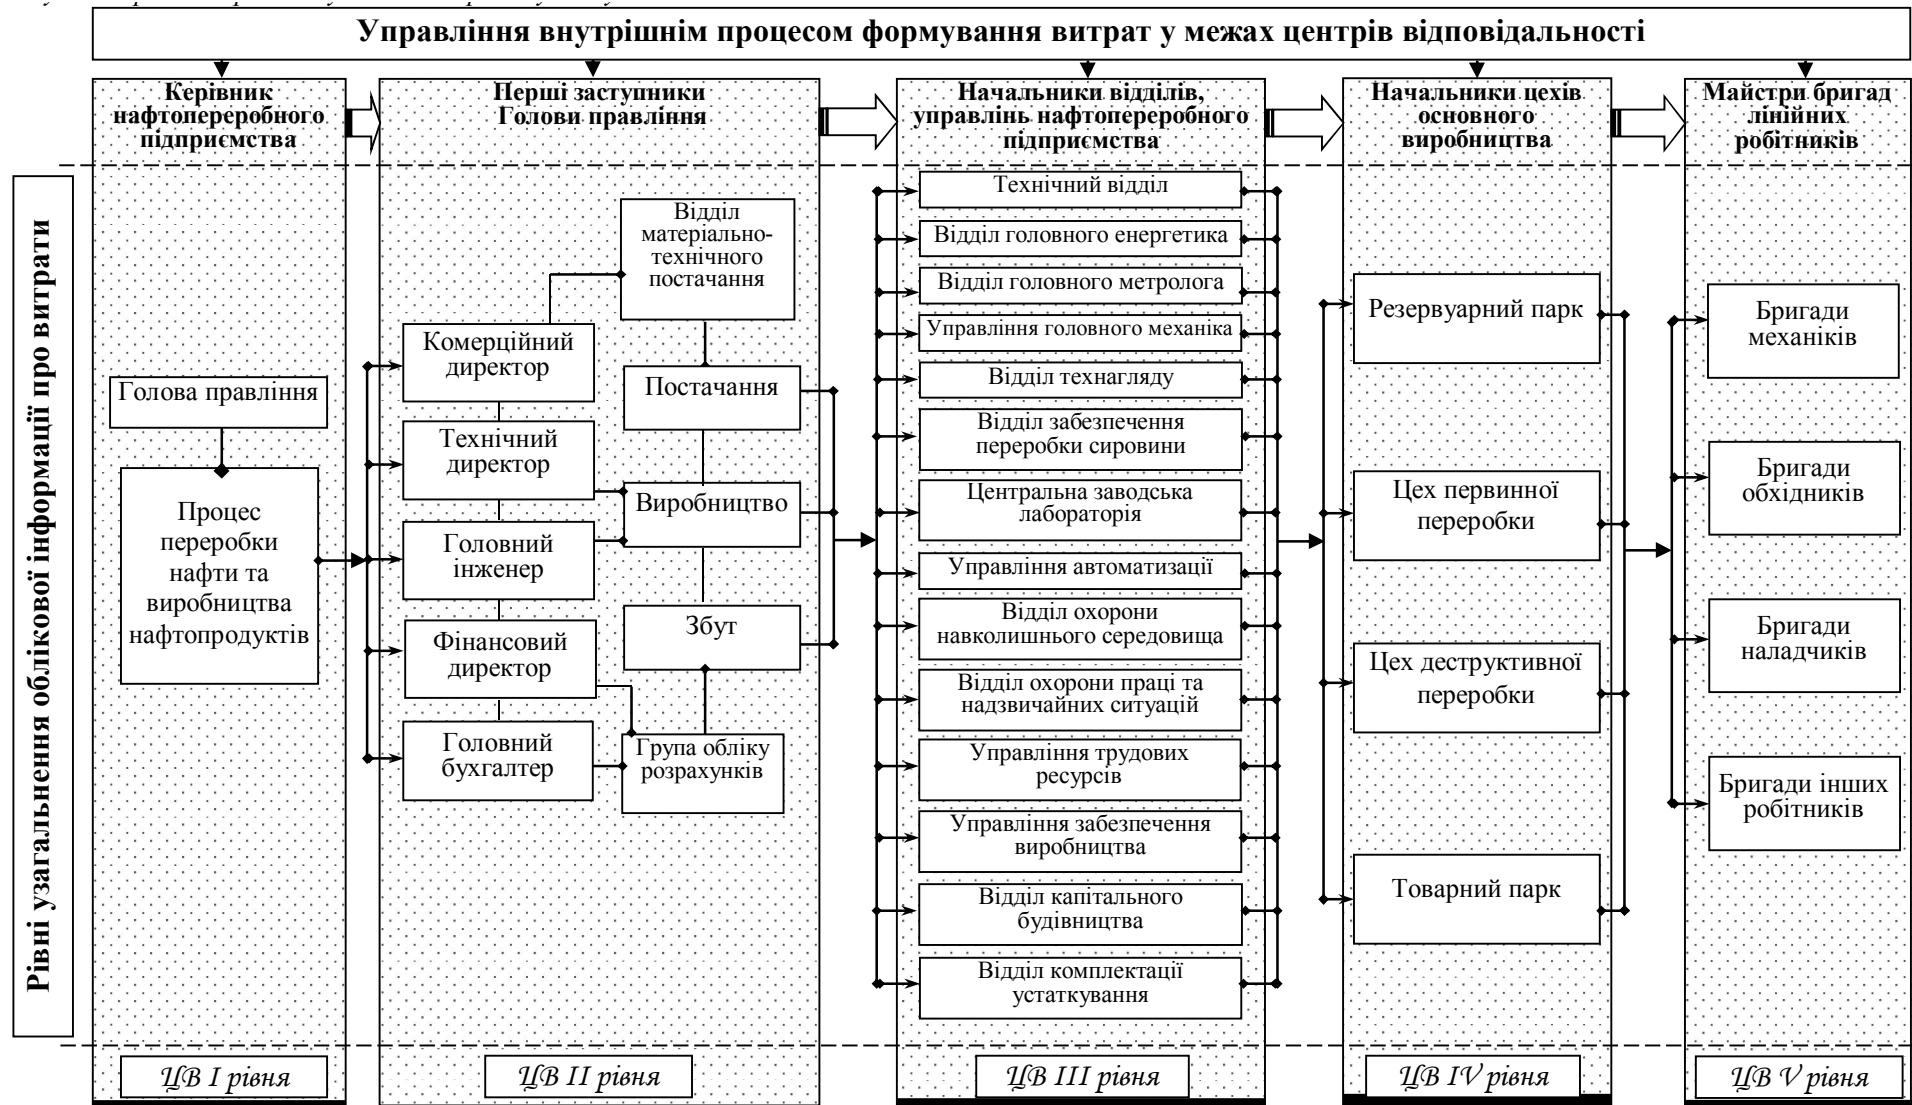 Управління внутрішнім процесом формування витрат у межах центрів відповідальності
Рівні узагальнення облікової інформації про витрати
Керівник
нафтопереробного
підприємства
Голова правління
Процес
переробки
нафти та
виробництва
нафтопродуктів
ЦВ I рівня
Перші заступники
Голови правління
Комерційний
директор
Технічний
директор
Головний
інженер
Фінансовий
директор
Головний
бухгалтер
Відділ
матеріально-
технічного
постачання
Постачання
Виробництво
Збут
Група обліку
розрахунків
ЦВ II рівня
Начальники відділів,
управлінь нафтопереробного
підприємства
Технічний відділ
Відділ головного енергетика
Відділ головного метролога
Управління головного механіка
Відділ технагляду
Відділ забезпечення
переробки сировини
Центральна заводська
лабораторія
Управління автоматизації
Відділ охорони
навколишнього середовища
Відділ охорони праці та
надзвичайних ситуацій
Управління трудових
ресурсів
Управління забезпечення
виробництва
Відділ капітального
будівництва
Відділ комплектації
устаткування
ЦВ III рівня
Начальники цехів
основного
виробництва
Резервуарний парк
Цех первинної
переробки
Цех деструктивної
переробки
Товарний парк
ЦВ IV рівня
Майстри бригад
лінійних
робітників
Бригади
механіків
Бригади
обхідників
Бригади
наладчиків
Бригади інших
робітників
ЦВ V рівня